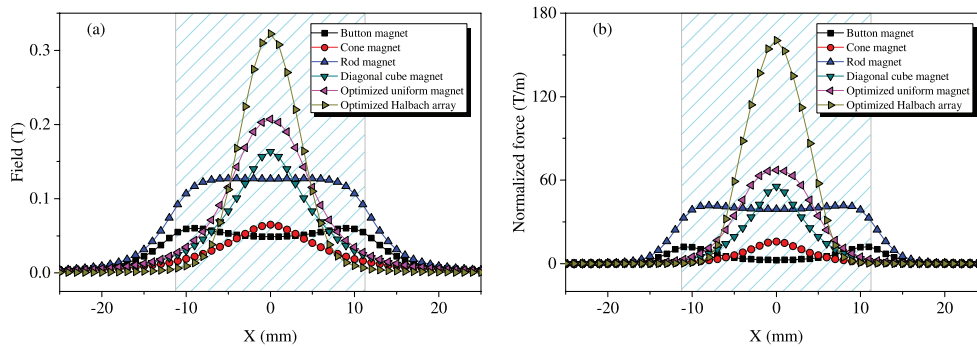 (a)
Button magnet
Cone magnet
Rod magnet
Diagonal cube magnet
Optimized uniform magnet
Optimized Halbach array
0.3
0.2
0.1
0.0
Field (T)
-20
-10
0
10
20
X (mm)
(b)
Button magnet
Cone magnet
Rod magnet
Diagonal cube magnet
Optimized uniform magnet
Optimized Halbach array
180
120
60
0
Normalized force (T/m)
-20
-10
0
10
20
X (mm)